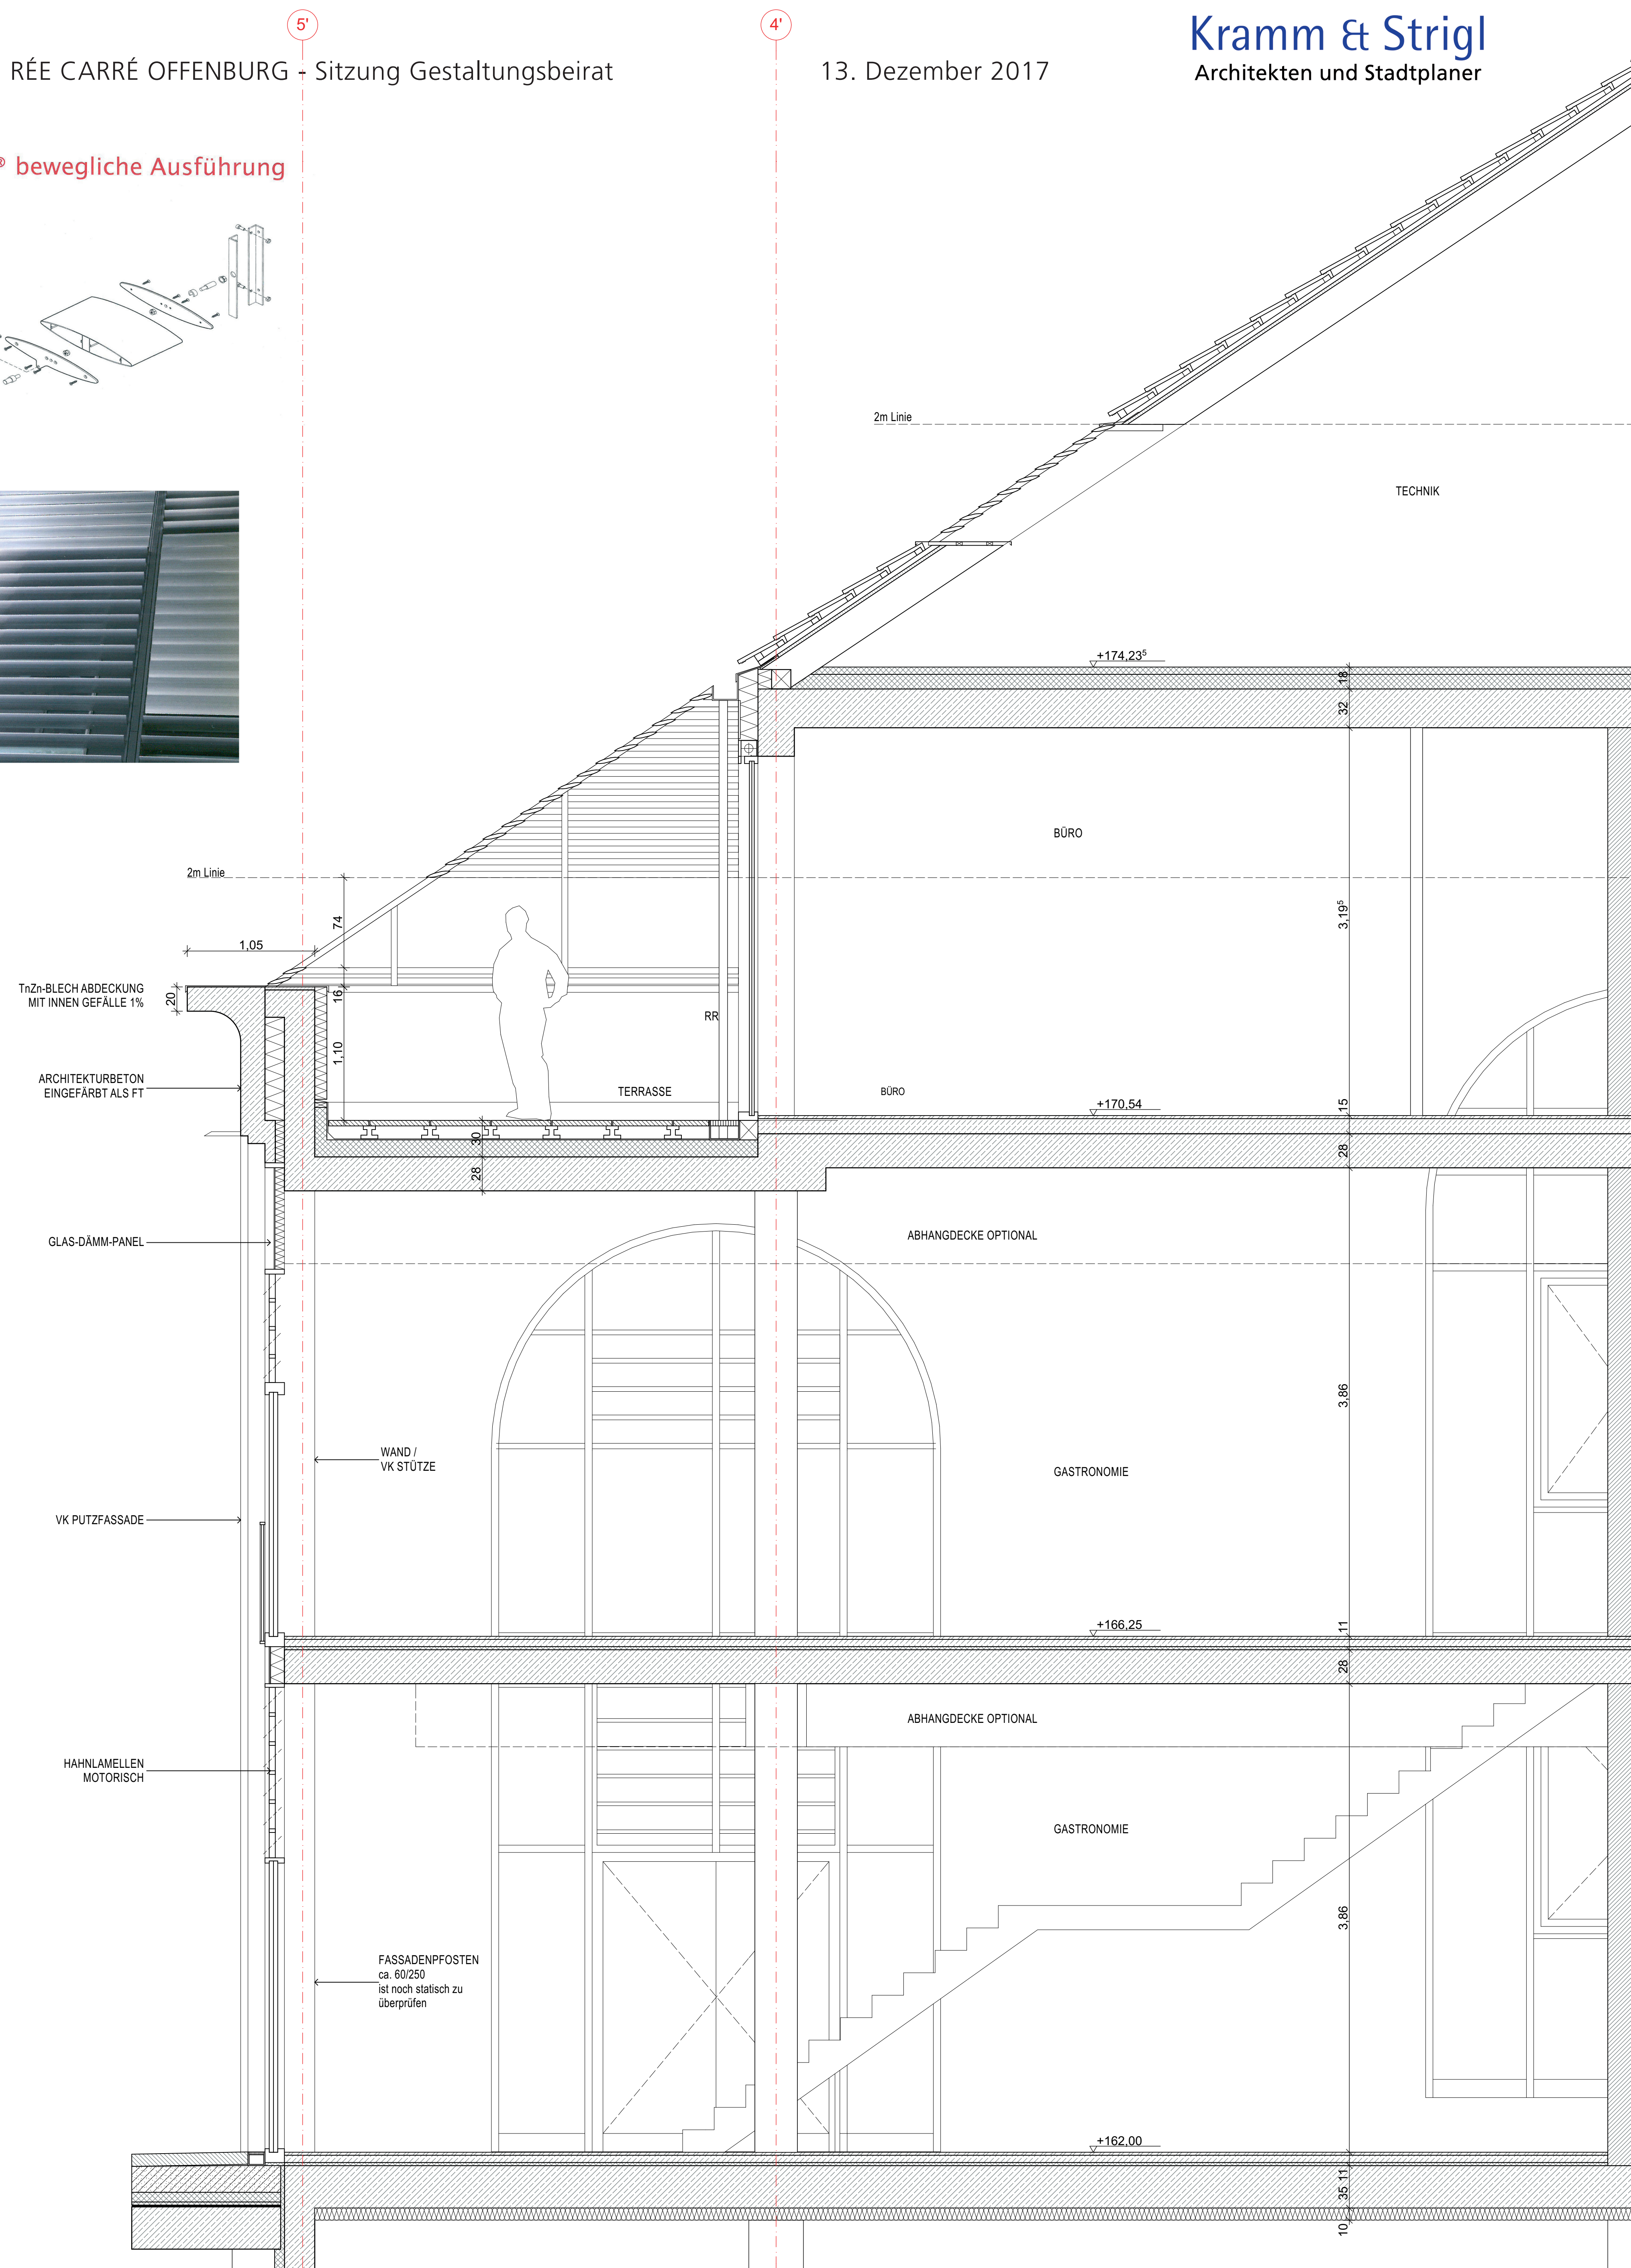 5'
4'
RÉE CARRÉ OFFENBURG - Sitzung Gestaltungsbeirat
13. Dezember 2017
Kramm & Strigl
Architekten und Stadtplaner
® bewegliche Ausführung
2m Linie
TECHNIK
+174,23⁵
18
32
BÜRO
2m Linie
3,19⁵
74
1,05
TnZn-BLECH ABDECKUNG
MIT INNEN GEFÄLLE 1%
20
16
RR
1,10
ARCHITEKTURBETON
EINGEFÄRBT ALS FT
TERRASSE
BÜRO
+170,54
15
30
28
28
GLAS-DÄMM-PANEL
ABHANGDECKE OPTIONAL
3,86
WAND /
VK STÜTZE
GASTRONOMIE
VK PUTZFASSADE
+166,25
11
28
ABHANGDECKE OPTIONAL
HAHNLAMELLEN
MOTORISCH
GASTRONOMIE
3,86
FASSADENPFOSTEN
ca. 60/250
ist noch statisch zu
überprüfen
+162,00
11
35
10